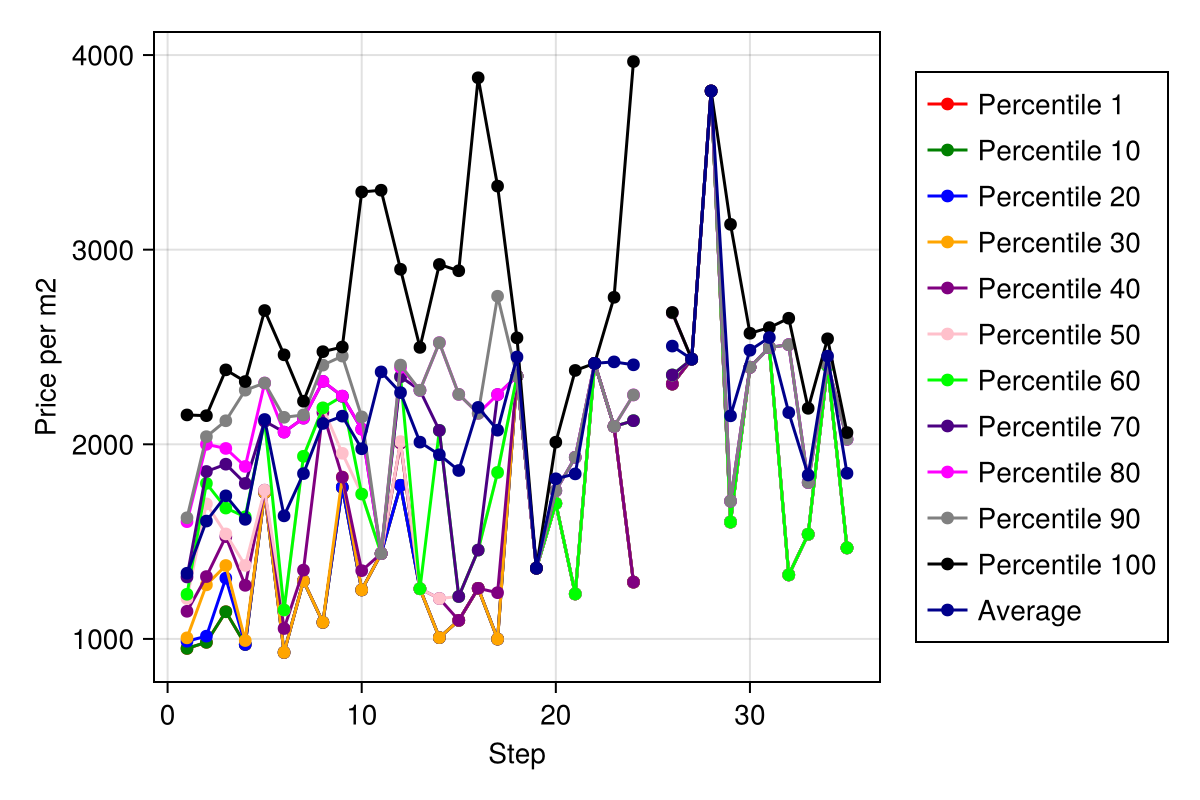 4000
3000
2000
1000
Price per m2
0 10 20 30
Step
Percentile 1
Percentile 10
Percentile 20
Percentile 30
Percentile 40
Percentile 50
Percentile 60
Percentile 70
Percentile 80
Percentile 90
Percentile 100
Average